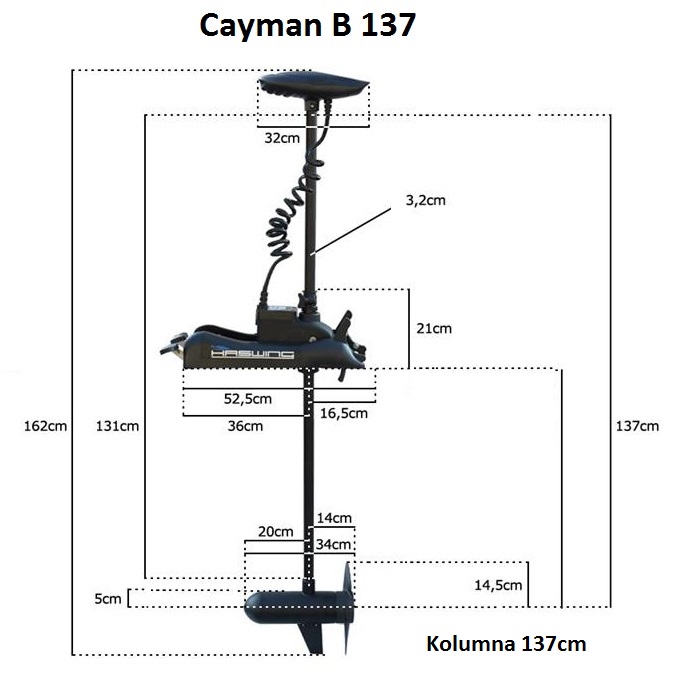 Cayman B 137
32cm
3,2cm
21cm
HASWING
52,5cm
16,5cm
36cm
162cm
131cm
137cm
14cm
20cm
34cm
14,5cm
5cm
Kolumna 137cm